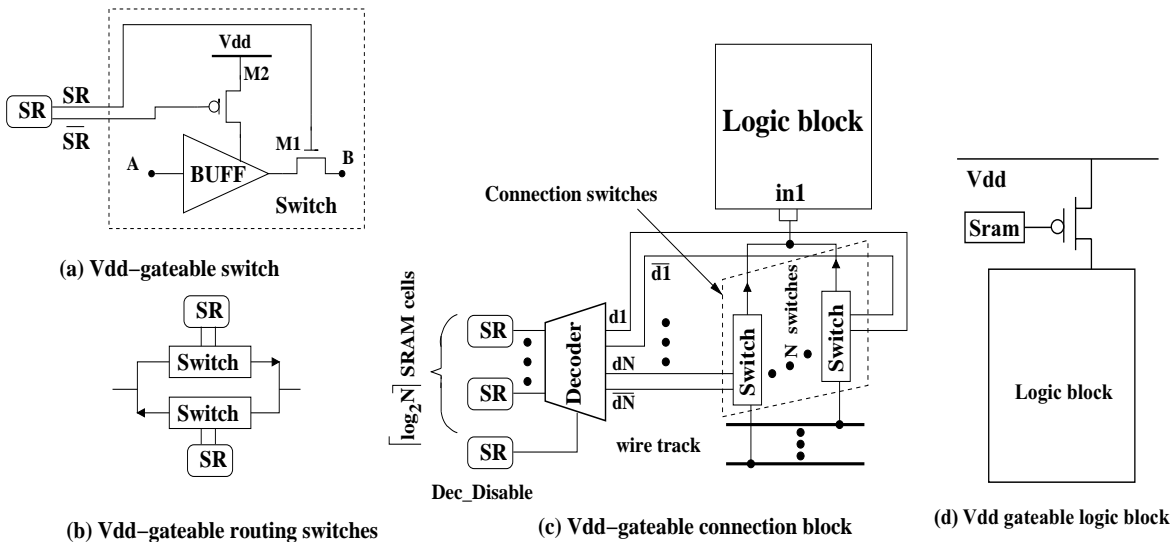 Vdd
M2
SR
SR
S̅R̅
M1
A
BUFF
B
Switch
(a) Vdd−gateable switch
SR
Switch
Switch
SR
(b) Vdd−gateable routing switches
Logic block
in1
Connection switches
d1
d̅1̅
dN
d̅N̅
N switches
Switch
Switch
Decoder
SR
SR
SR
⌈log₂N⌉ SRAM cells
Dec_Disable
wire track
(c) Vdd−gateable connection block
Vdd
Sram
Logic block
(d) Vdd gateable logic block